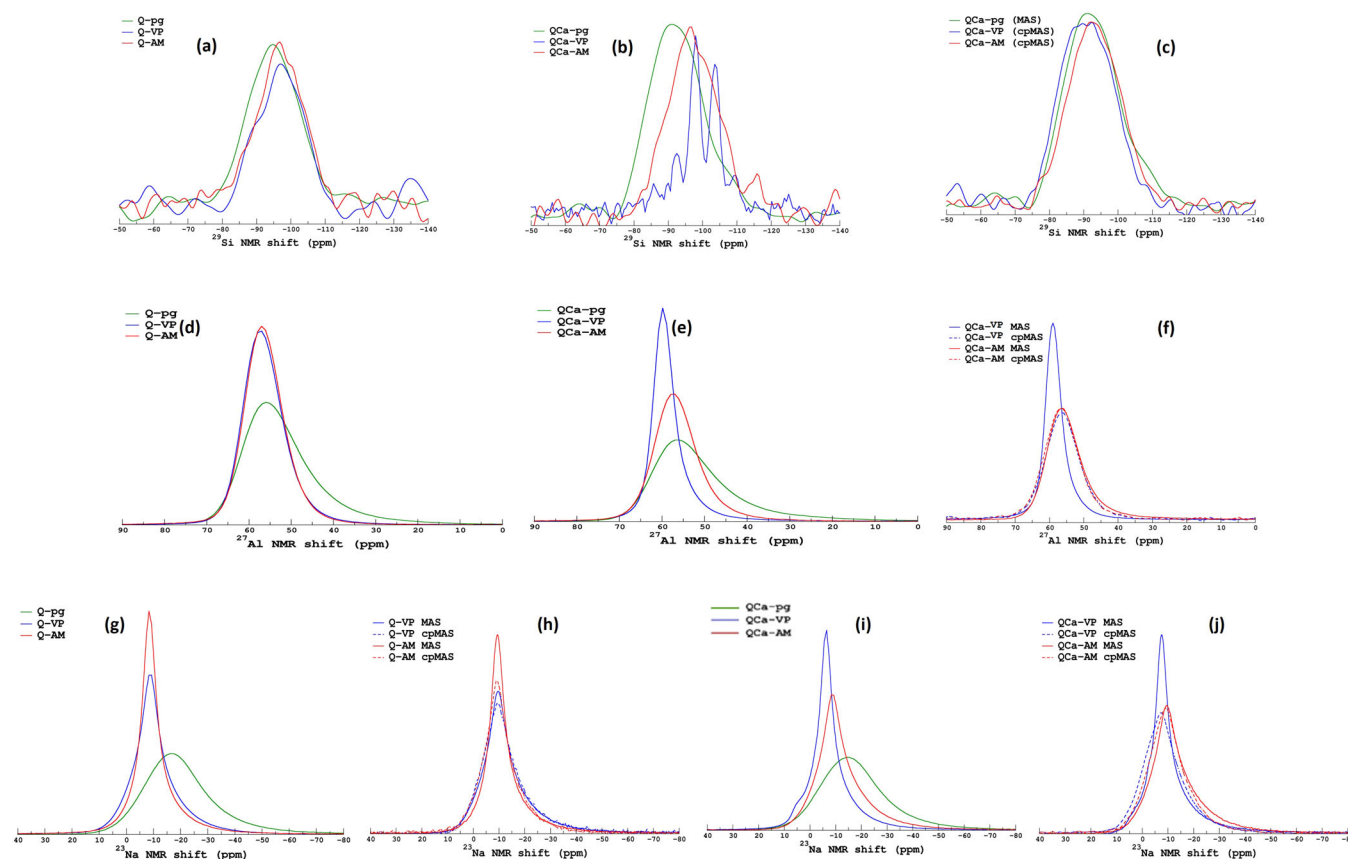 Q-pg
Q-VP
Q-AM
(a)
-50 -60 -70 -80 -90 -100 -110 -120 -130 -140
29Si NMR shift (ppm)
QCa-pg
QCa-VP
QCa-AM
(b)
-50 -60 -70 -80 -90 -100 -110 -120 -130 -140
29Si NMR shift (ppm)
QCa-pg (MAS)
QCa-VP (cpMAS)
QCa-AM (cpMAS)
(c)
-50 -60 -70 -80 -90 -100 -110 -120 -130 -140
29Si NMR shift (ppm)
Q-pg
Q-VP
Q-AM
(d)
90 80 70 60 50 40 30 20 10 0
27Al NMR shift (ppm)
QCa-pg
QCa-VP
QCa-AM
(e)
90 80 70 60 50 40 30 20 10 0
27Al NMR shift (ppm)
QCa-VP MAS
QCa-VP cpMAS
QCa-AM MAS
QCa-AM cpMAS
(f)
90 80 70 60 50 40 30 20 10 0
27Al NMR shift (ppm)
Q-pg
Q-VP
Q-AM
(g)
40 30 20 10 0 -10 -20 -30 -40 -50 -60 -70 -80
23Na NMR shift (ppm)
Q-VP MAS
Q-VP cpMAS
Q-AM MAS
Q-AM cpMAS
(h)
40 30 20 10 0 -10 -20 -30 -40 -50 -60 -70 -80
23Na NMR shift (ppm)
QCa-pg
QCa-VP
QCa-AM
(i)
40 30 20 10 0 -10 -20 -30 -40 -50 -60 -70 -80
23Na NMR shift (ppm)
QCa-VP MAS
QCa-VP cpMAS
QCa-AM MAS
QCa-AM cpMAS
(j)
40 30 20 10 0 -10 -20 -30 -40 -50 -60 -70
23Na NMR shift (ppm)